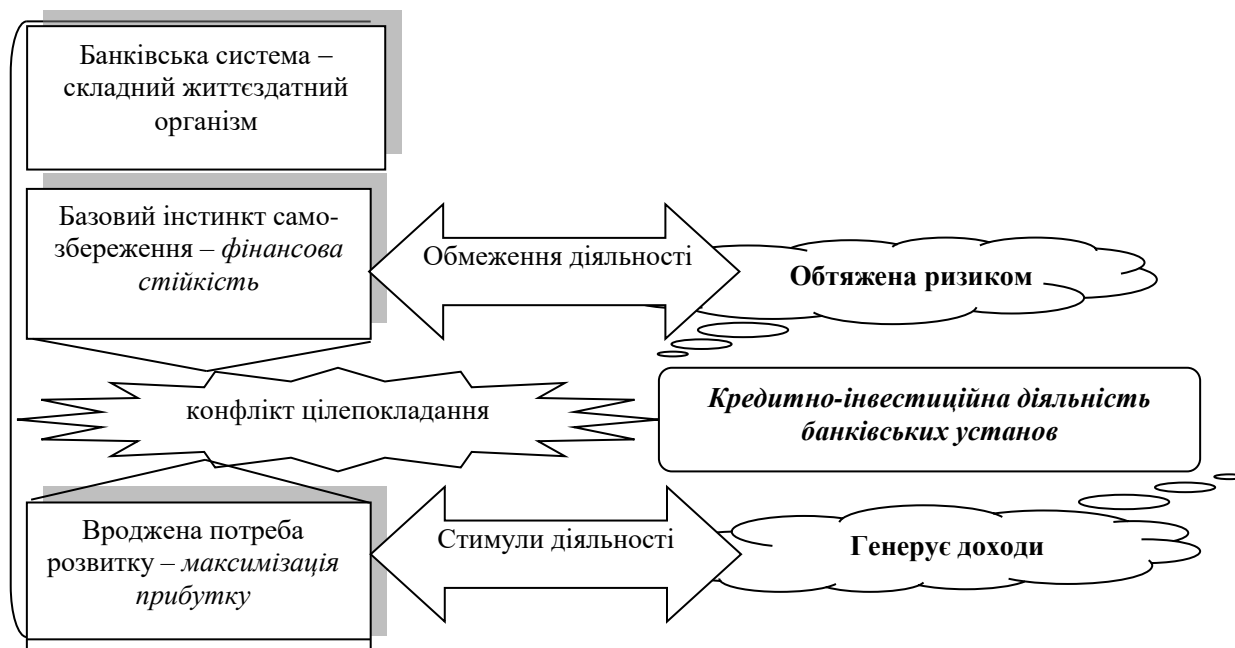 Банківська система –
складний життєздатний
організм
Базовий інстинкт само-
збереження – фінансова
стійкість
Обмеження діяльності
Обтяжена ризиком
конфлікт цілепокладання
Кредитно-інвестиційна діяльність
банківських установ
Вроджена потреба
розвитку – максимізація
прибутку
Стимули діяльності
Генерує доходи